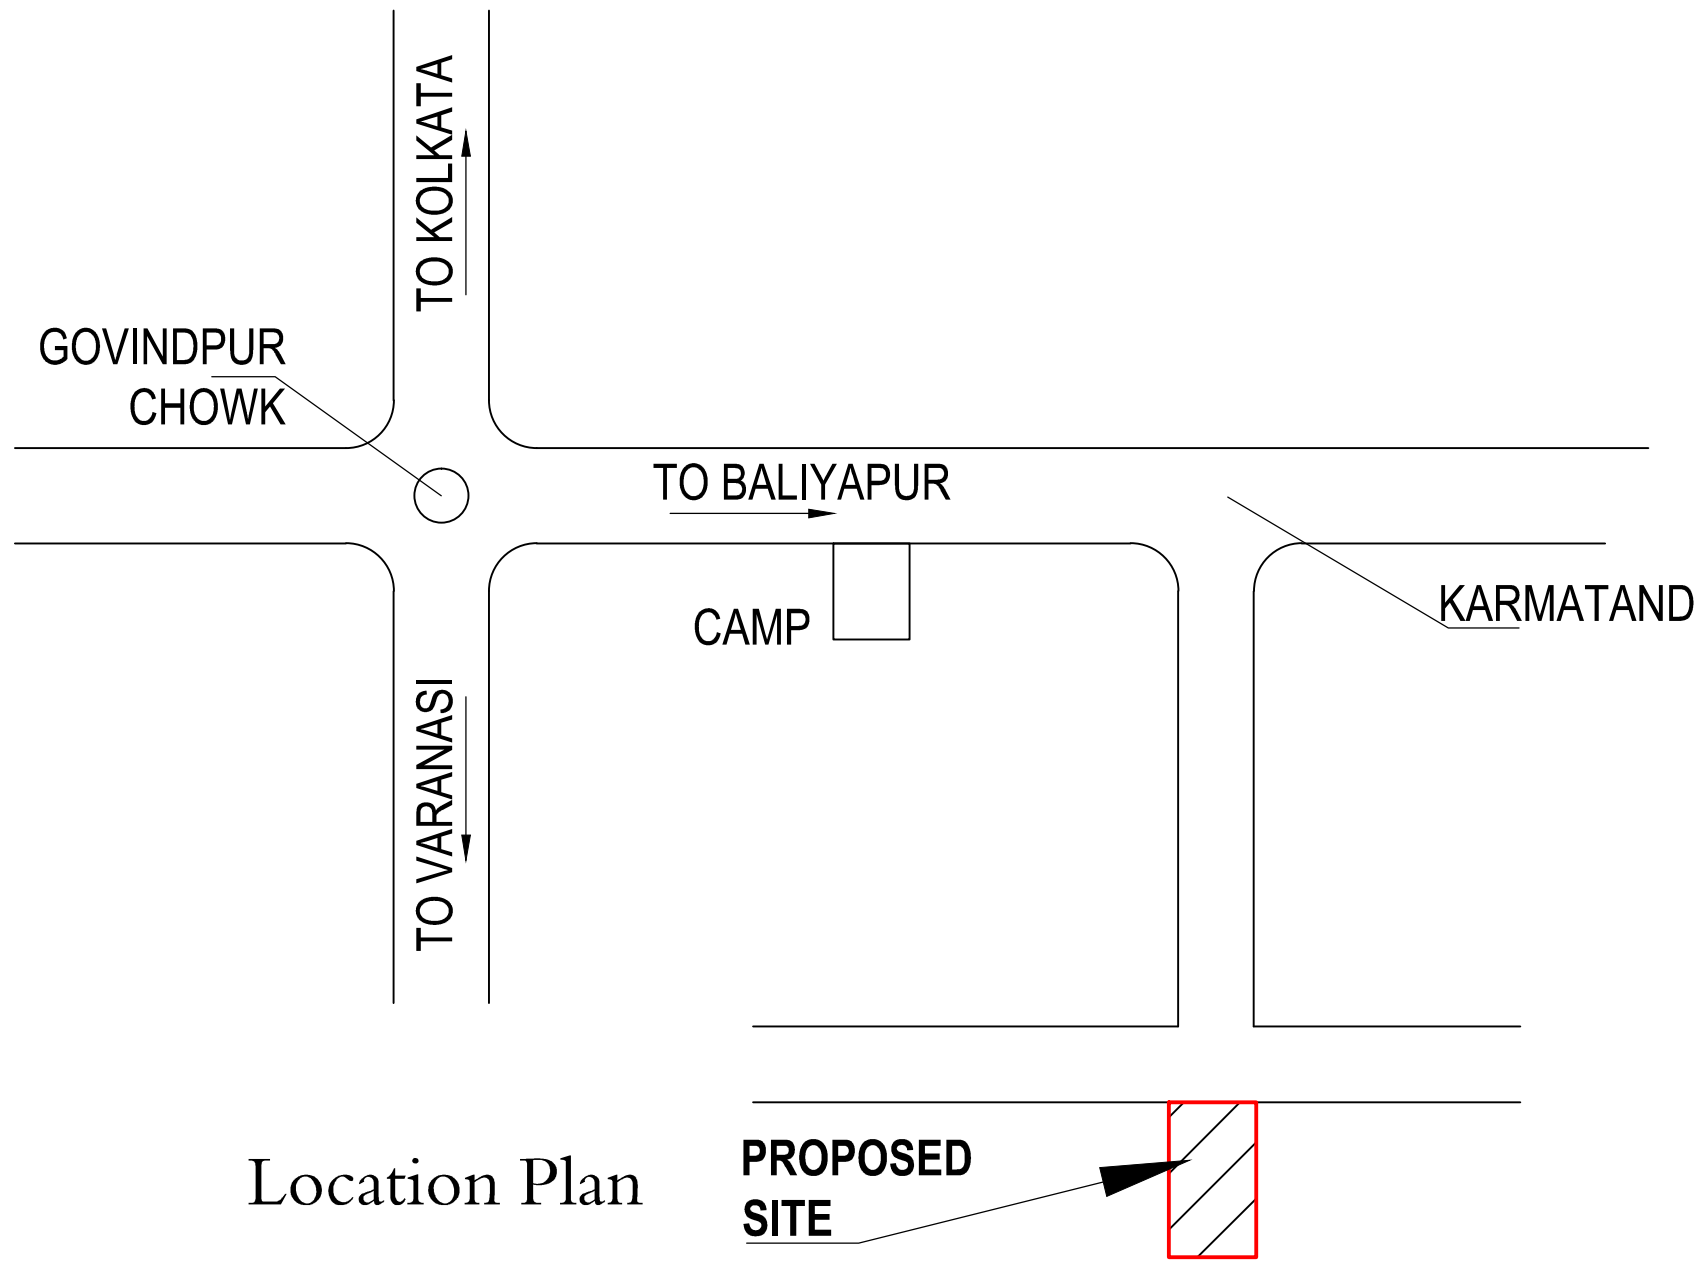 TO KOLKATA
GOVINDPUR
CHOWK
TO BALIYAPUR
KARMATAND
CAMP
TO VARANASI
PROPOSED
SITE
Location Plan